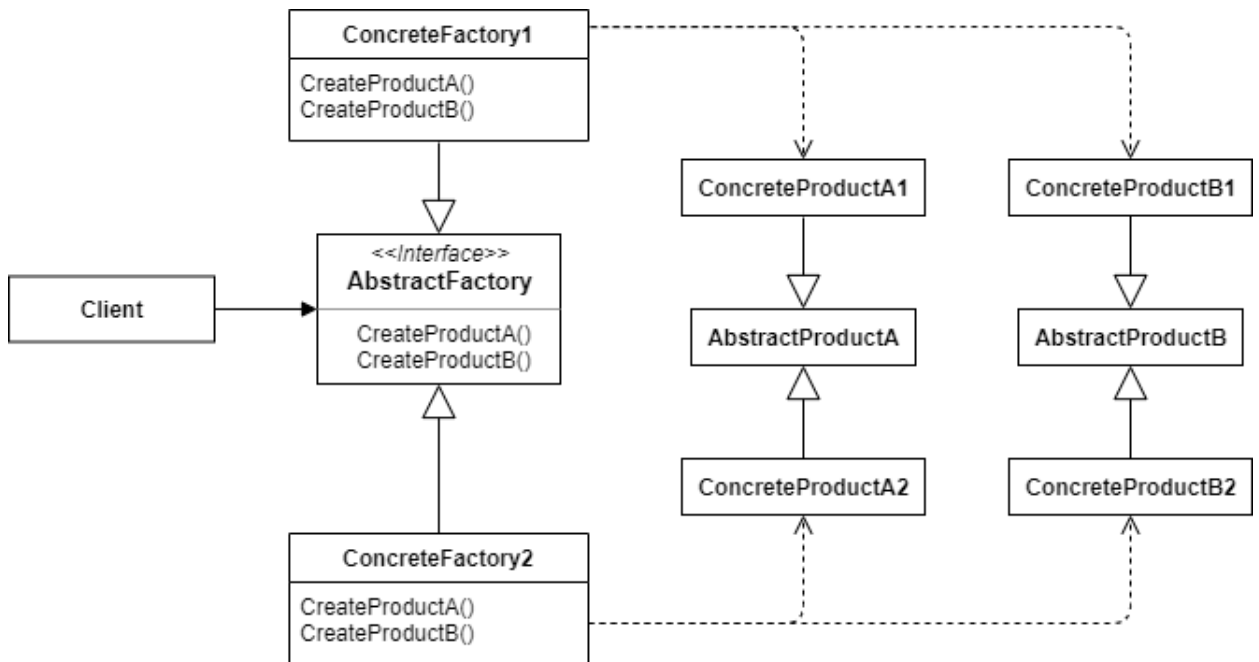 ConcreteFactory1
CreateProductA()
CreateProductB()
ConcreteProductA1
ConcreteProductB1
<<Interface>>
AbstractFactory
CreateProductA()
CreateProductB()
Client
AbstractProductA
AbstractProductB
ConcreteProductA2
ConcreteProductB2
ConcreteFactory2
CreateProductA()
CreateProductB()